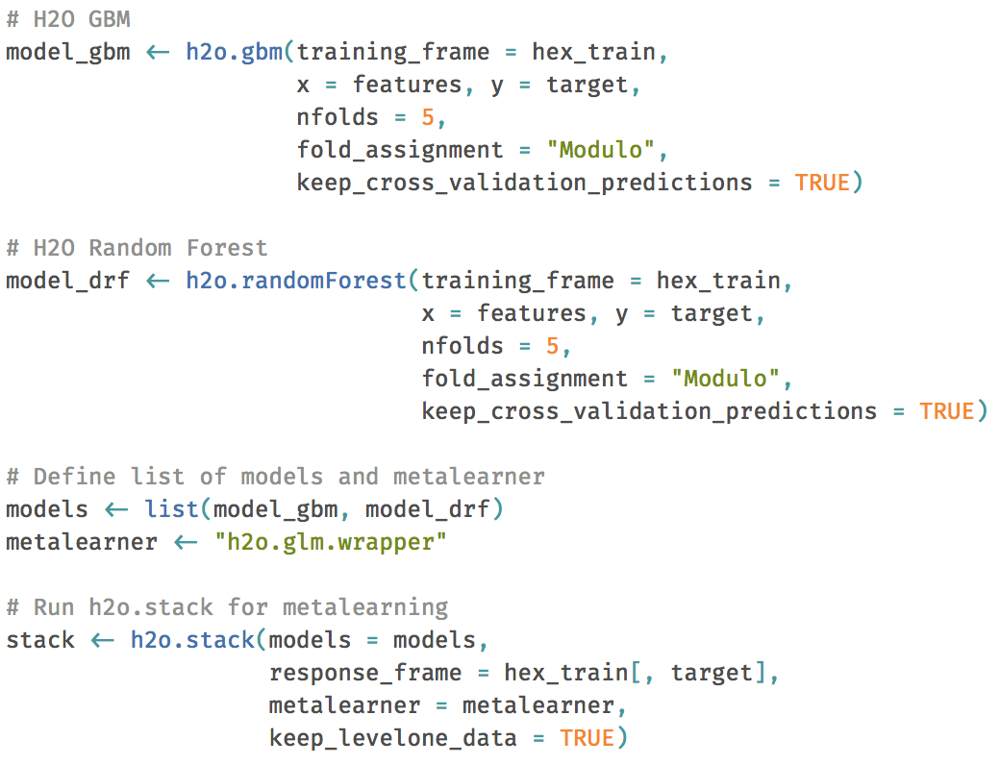 # H2O GBM
model_gbm <- h2o.gbm(training_frame = hex_train,
                     x = features, y = target,
                     nfolds = 5,
                     fold_assignment = "Modulo",
                     keep_cross_validation_predictions = TRUE)

# H2O Random Forest
model_drf <- h2o.randomForest(training_frame = hex_train,
                              x = features, y = target,
                              nfolds = 5,
                              fold_assignment = "Modulo",
                              keep_cross_validation_predictions = TRUE)

# Define list of models and metalearner
models <- list(model_gbm, model_drf)
metalearner <- "h2o.glm.wrapper"

# Run h2o.stack for metalearning
stack <- h2o.stack(models = models,
                   response_frame = hex_train[, target],
                   metalearner = metalearner,
                   keep_levelone_data = TRUE)